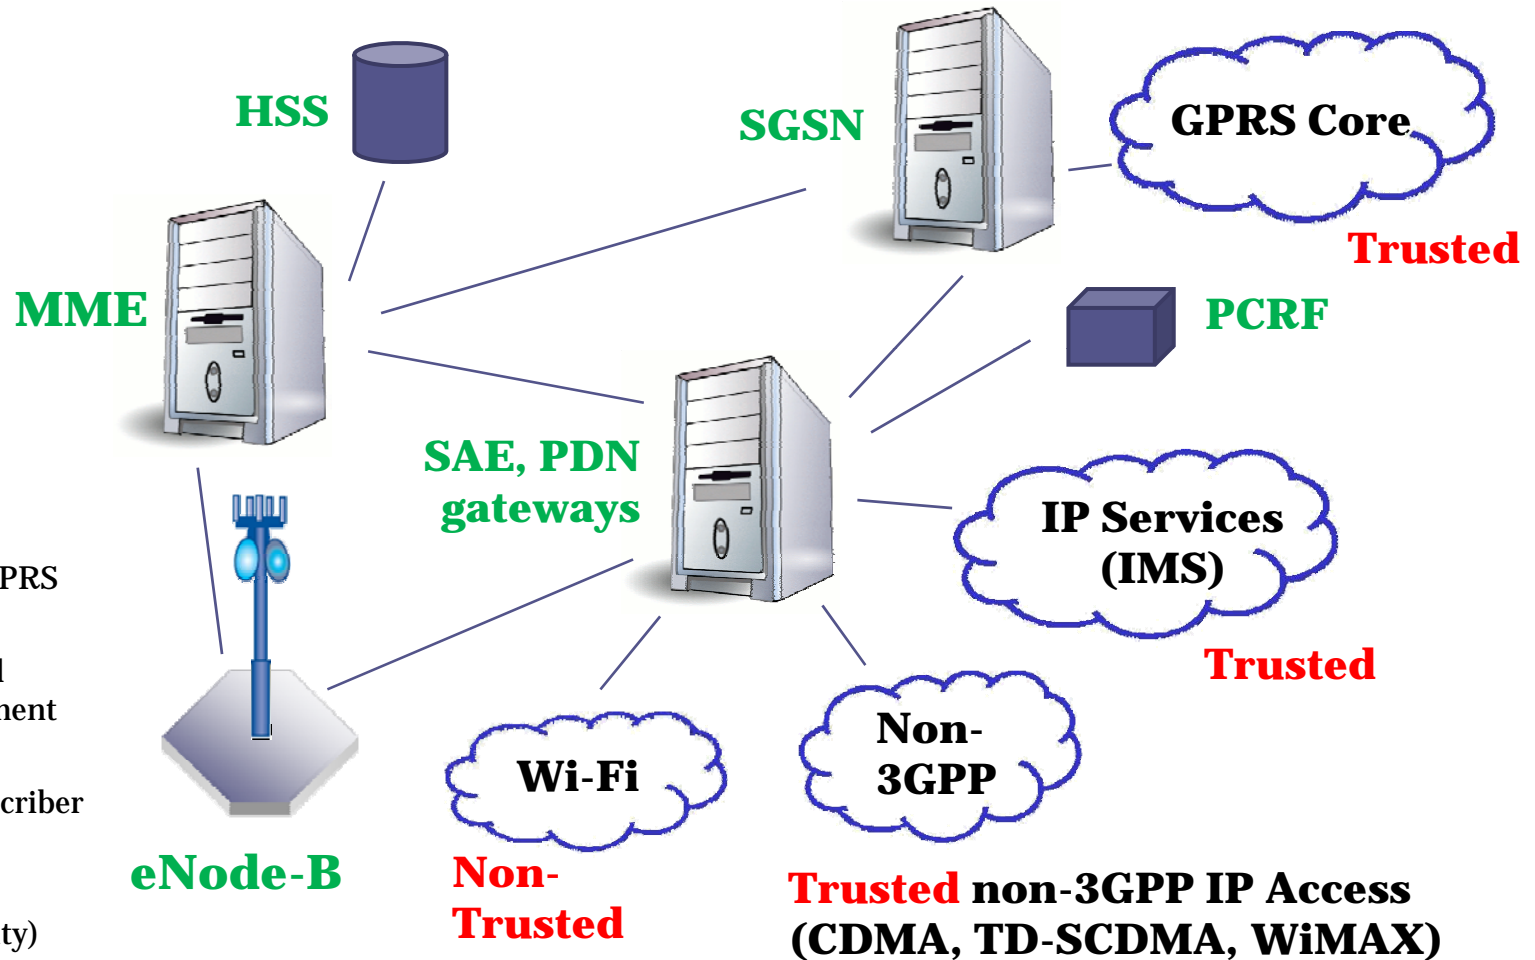 HSS
SGSN
GPRS Core
Trusted
MME
PCRF
SAE, PDN
gateways
IP Services
(IMS)
Trusted
PRS
ment
criber
ty)
eNode-B
Wi-Fi
Non-
Trusted
Non-
3GPP
Trusted non-3GPP IP Access
(CDMA, TD-SCDMA, WiMAX)